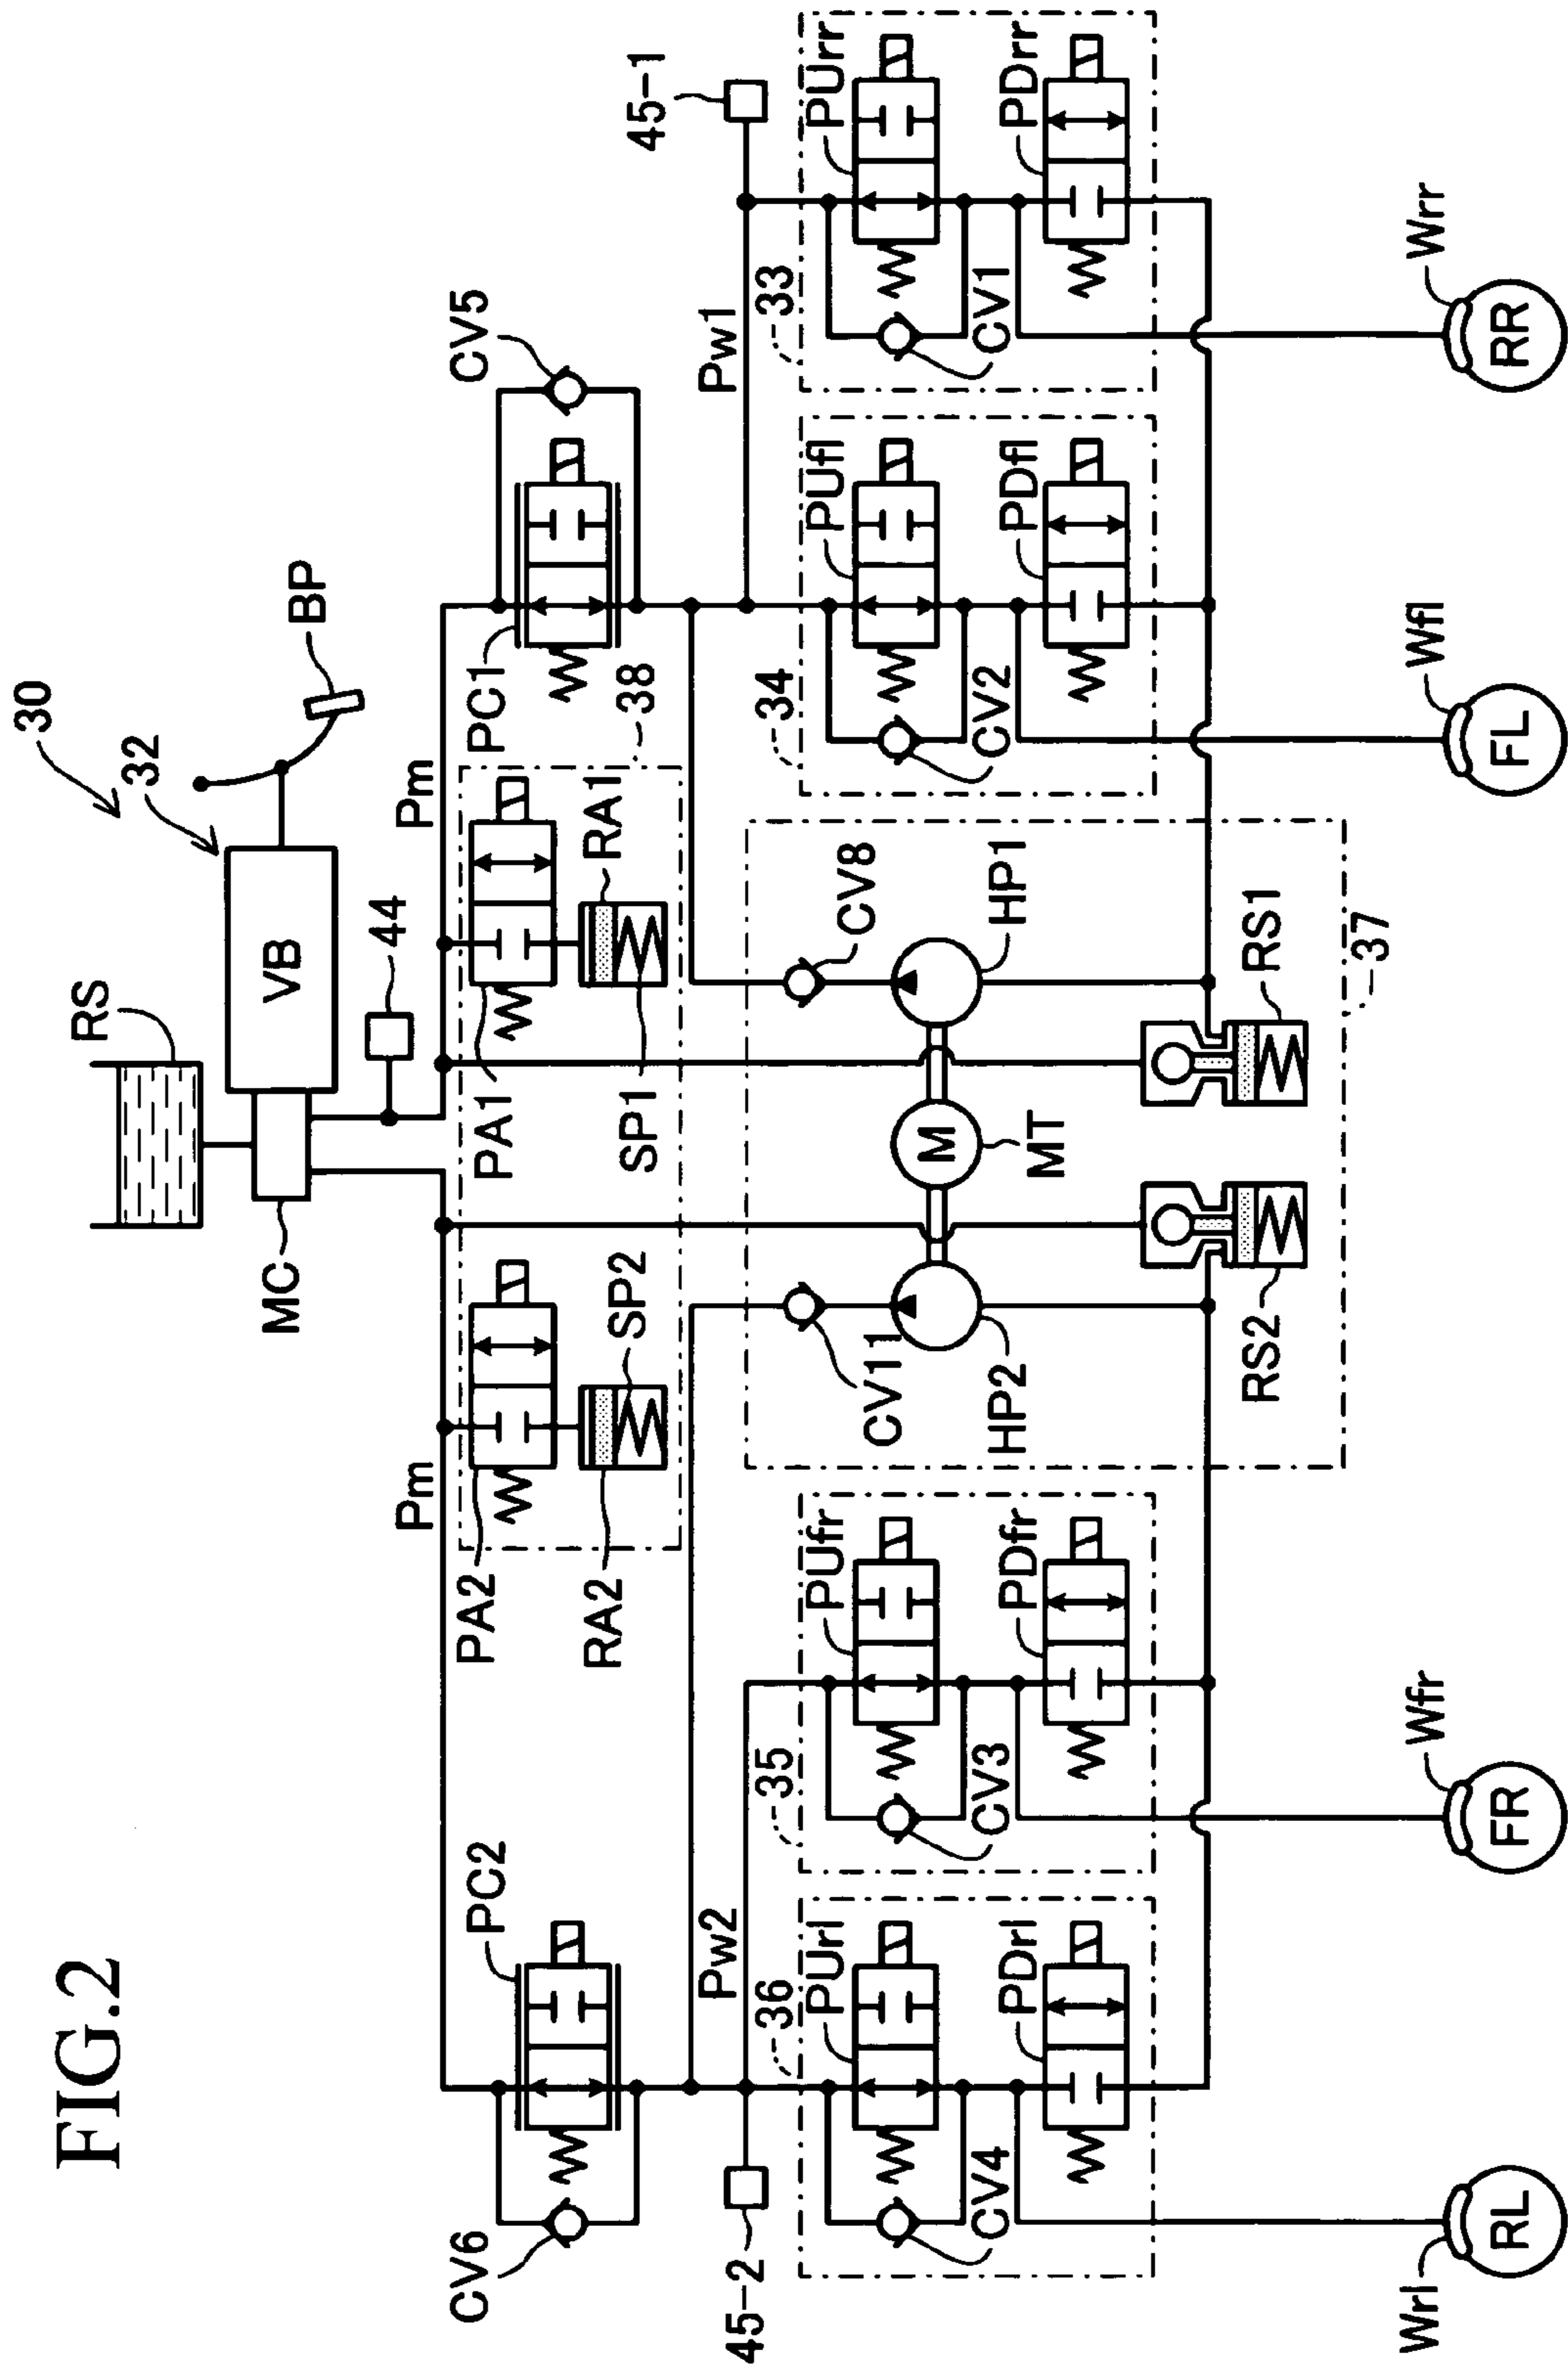 FIG.2
30
32
RS
VB
BP
MC
44
Pm
Pm
CV6
PC2
PA2
RA2
SP2
PA1
SP1
RA1
38
PC1
CV5
45-2
Pw2
Pw1
45-1
36
PUrl
CV4
PDrl
35
PUfr
CV3
PDfr
CV11
HP2
M
MT
CV8
HP1
RS2
RS1
37
34
PUfl
CV2
PDfl
33
PUrr
CV1
PDrr
Wrl
RL
Wfr
FR
Wfl
FL
Wrr
RR